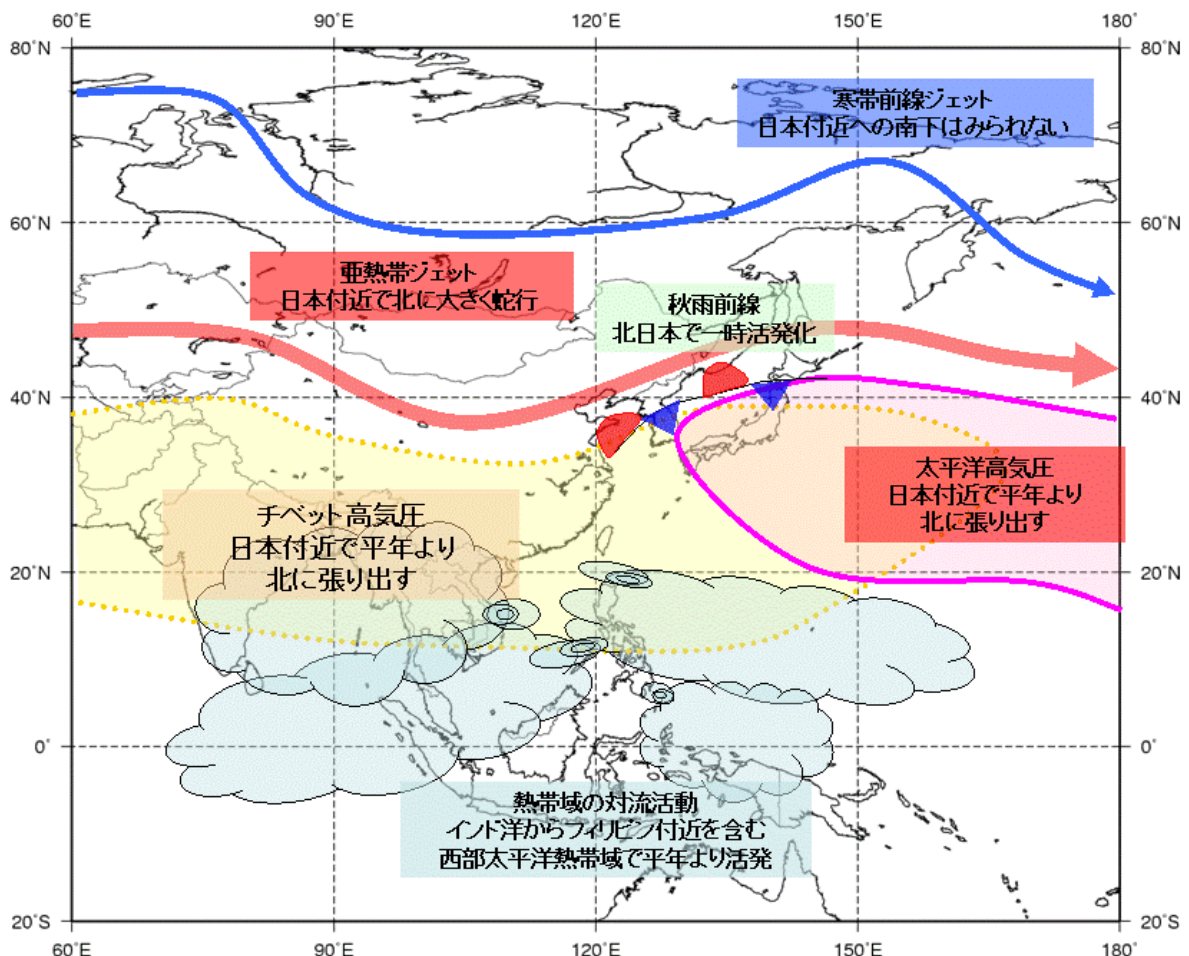 60˚E
90˚E
120˚E
150˚E
180˚
80˚N
80˚N
寒帯前線ジェット
日本付近への南下はみられない
60˚N
60˚N
亜熱帯ジェット
日本付近で北に大きく蛇行
秋雨前線
北日本で一時活発化
40˚N
40˚N
太平洋高気圧
日本付近で平年より
北に張り出す
チベット高気圧
日本付近で平年より
北に張り出す
20˚N
20˚N
0˚
0˚
熱帯域の対流活動
インド洋からフィリピン付近を含む
西部太平洋熱帯域で平年より活発
20˚S
20˚S
60˚E
90˚E
120˚E
150˚E
180˚